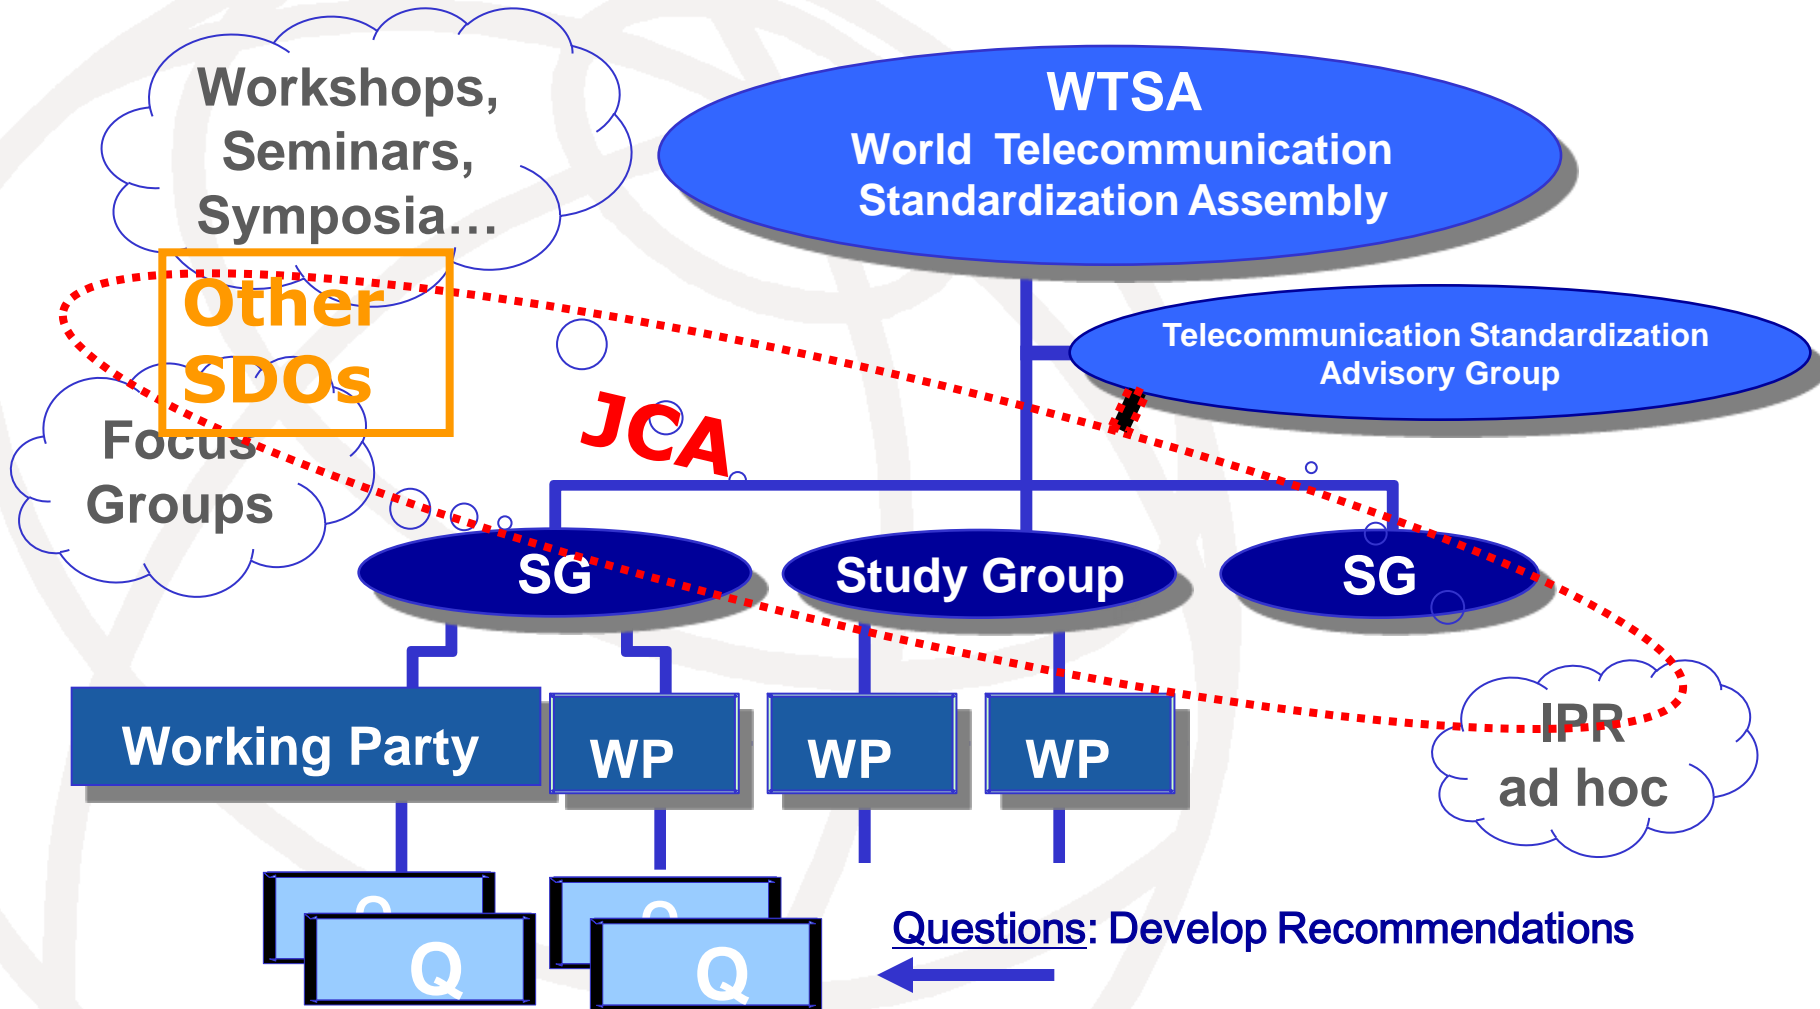 Workshops,
Seminars,
Symposia...
WTSA
World Telecommunication
Standardization Assembly
Other
SDOs
Telecommunication Standardization
Advisory Group
JCA
Focus
Groups
SG
Study Group
SG
Working Party
WP
WP
WP
IPR
ad hoc
Q
Q
Q
Q
Questions: Develop Recommendations